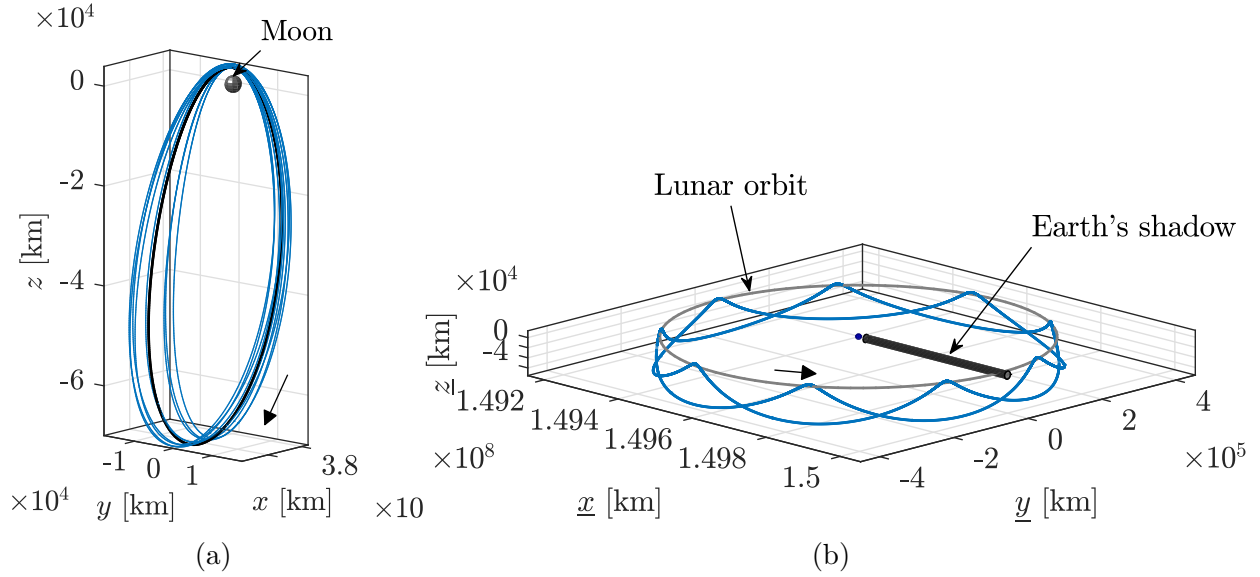 ×10⁴
Moon
0
-2
-4
-6
z [km]
-1
0
1
×10⁴
y [km]
3.8
x [km]
×10
(a)
Lunar orbit
Earth's shadow
×10⁴
0
-4
z [km]
1.492
1.494
1.496
1.498
1.5
×10⁸
x [km]
-4
-2
0
2
4
×10⁵
y [km]
(b)